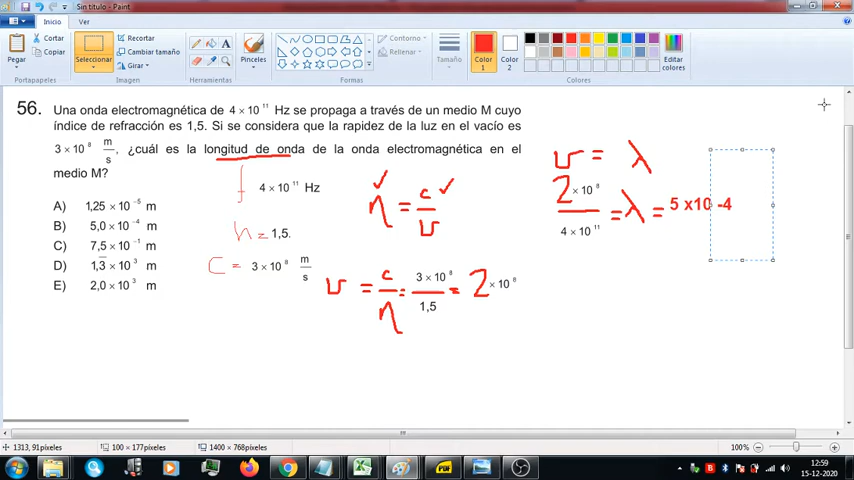 Sin título - Paint
Inicio
Ver
Pegar
Cortar
Copiar
Portapapeles
Seleccionar
Recortar
Cambiar tamaño
Girar
Imagen
Herramientas
Pinceles
Formas
Contorno
Rellenar
Tamaño
Color 1
Color 2
Colores
Editar colores
56. Una onda electromagnética de 4 × 10¹¹ Hz se propaga a través de un medio M cuyo
índice de refracción es 1,5. Si se considera que la rapidez de la luz en el vacío es
3 × 10⁸ m/s, ¿cuál es la longitud de onda de la onda electromagnética en el
medio M?
A) 1,25 × 10⁻⁵ m
B) 5,0 × 10⁻⁴ m
C) 7,5 × 10⁻¹ m
D) 1,3̅ × 10³ m
E) 2,0 × 10³ m
f 4 × 10¹¹ Hz
n = 1,5.
C = 3 × 10⁸ m/s
η = c/v
v = c/η = 3 × 10⁸/1,5 = 2 × 10⁸
v = λ
2 × 10⁸/4 × 10¹¹ = λ = 5 x10 -4
1313, 91píxeles
100 × 177píxeles
1400 × 768píxeles
100%
PDF
12:59
15-12-2020